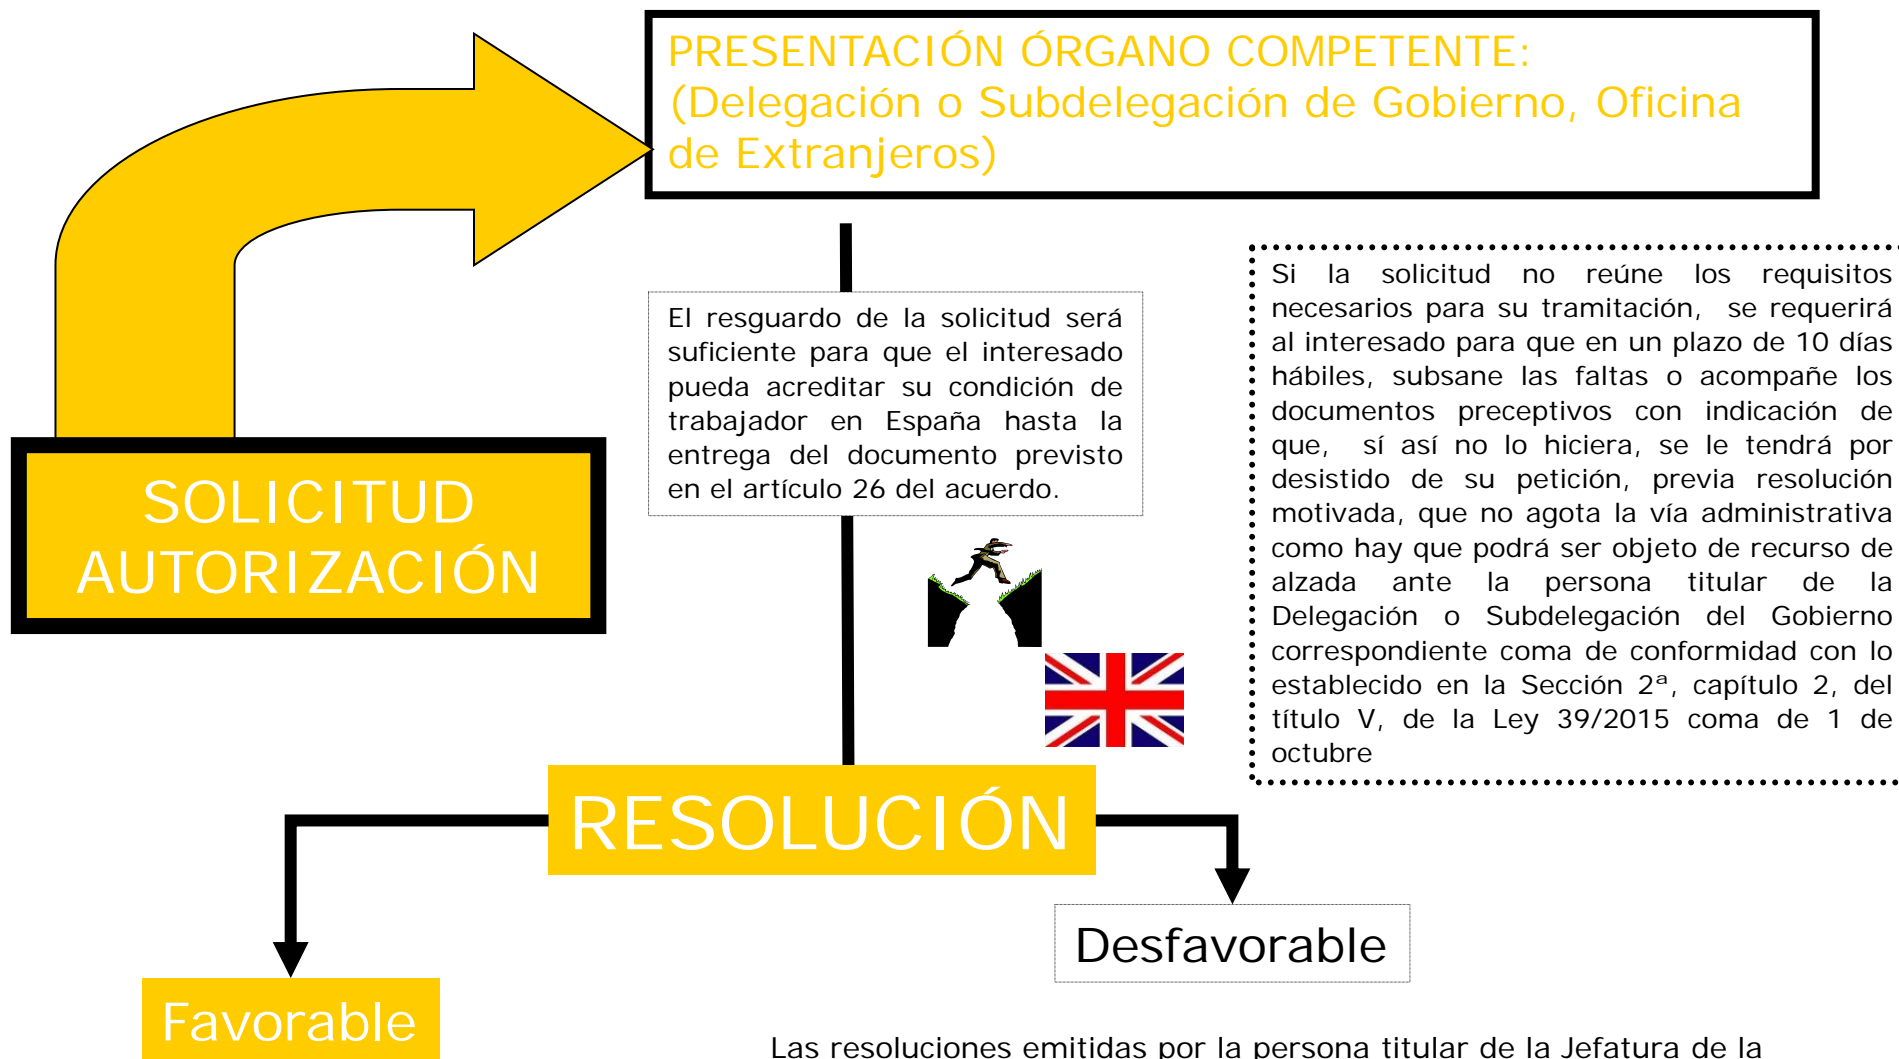 PRESENTACIÓN ÓRGANO COMPETENTE:
(Delegación o Subdelegación de Gobierno, Oficina
de Extranjeros)
SOLICITUD
AUTORIZACIÓN
El resguardo de la solicitud será
suficiente para que el interesado
pueda acreditar su condición de
trabajador en España hasta la
entrega del documento previsto
en el artículo 26 del acuerdo.
Si la solicitud no reúne los requisitos
necesarios para su tramitación, se requerirá
al interesado para que en un plazo de 10 días
hábiles, subsane las faltas o acompañe los
documentos preceptivos con indicación de
que, sí así no lo hiciera, se le tendrá por
desistido de su petición, previa resolución
motivada, que no agota la vía administrativa
como hay que podrá ser objeto de recurso de
alzada ante la persona titular de la
Delegación o Subdelegación del Gobierno
correspondiente coma de conformidad con lo
establecido en la Sección 2ª, capítulo 2, del
título V, de la Ley 39/2015 coma de 1 de
octubre
RESOLUCIÓN
Desfavorable
Favorable
Las resoluciones emitidas por la persona titular de la Jefatura de la